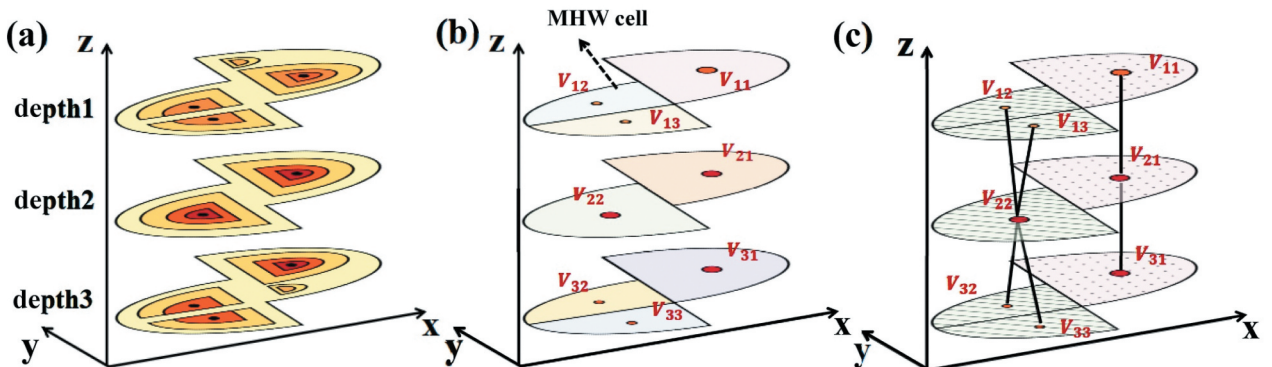 (a)
z
depth1
depth2
depth3
y
x
(b)
MHW cell
z
V12
V11
V13
V21
V22
V31
V32
V33
y
x
(c)
z
V11
V12
V13
V21
V22
V31
V32
V33
y
x